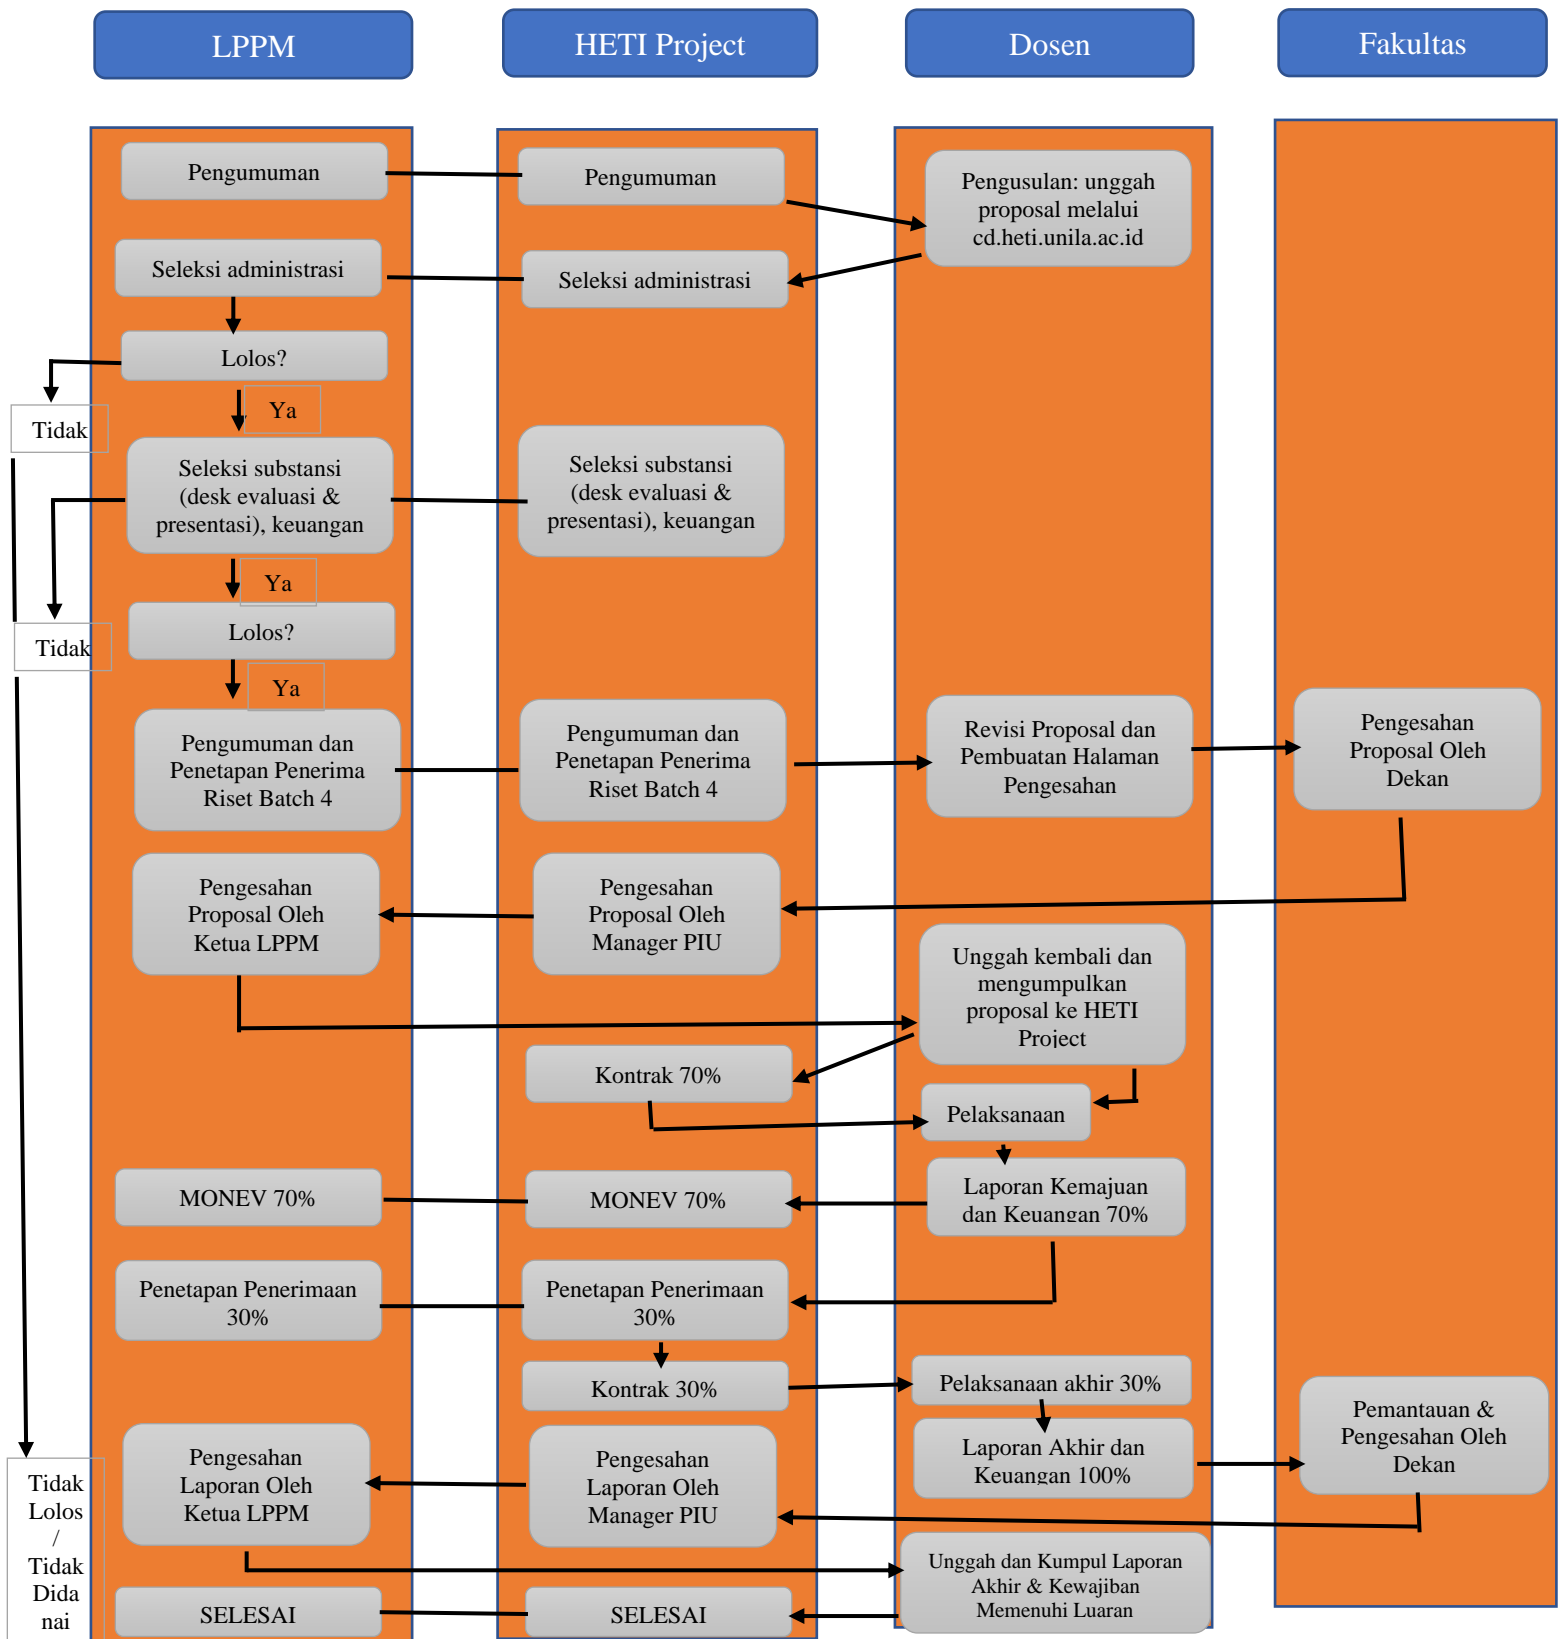 LPPM
HETI Project
Dosen
Fakultas
Pengumuman
Pengumuman
Pengusulan: unggah
proposal melalui
cd.heti.unila.ac.id
Seleksi administrasi
Seleksi administrasi
Lolos?
Ya
Tidak
Seleksi substansi
(desk evaluasi &
presentasi), keuangan
Seleksi substansi
(desk evaluasi &
presentasi), keuangan
Ya
Lolos?
Tidak
Ya
Pengumuman dan
Penetapan Penerima
Riset Batch 4
Pengumuman dan
Penetapan Penerima
Riset Batch 4
Revisi Proposal dan
Pembuatan Halaman
Pengesahan
Pengesahan
Proposal Oleh
Dekan
Pengesahan
Proposal Oleh
Ketua LPPM
Pengesahan
Proposal Oleh
Manager PIU
Unggah kembali dan
mengumpulkan
proposal ke HETI
Project
Kontrak 70%
Pelaksanaan
MONEV 70%
MONEV 70%
Laporan Kemajuan
dan Keuangan 70%
Penetapan Penerimaan
30%
Penetapan Penerimaan
30%
Kontrak 30%
Pelaksanaan akhir 30%
Laporan Akhir dan
Keuangan 100%
Pemantauan &
Pengesahan Oleh
Dekan
Pengesahan
Laporan Oleh
Ketua LPPM
Pengesahan
Laporan Oleh
Manager PIU
Tidak
Lolos
/
Tidak
Dida
nai
Unggah dan Kumpul Laporan
Akhir & Kewajiban
Memenuhi Luaran
SELESAI
SELESAI